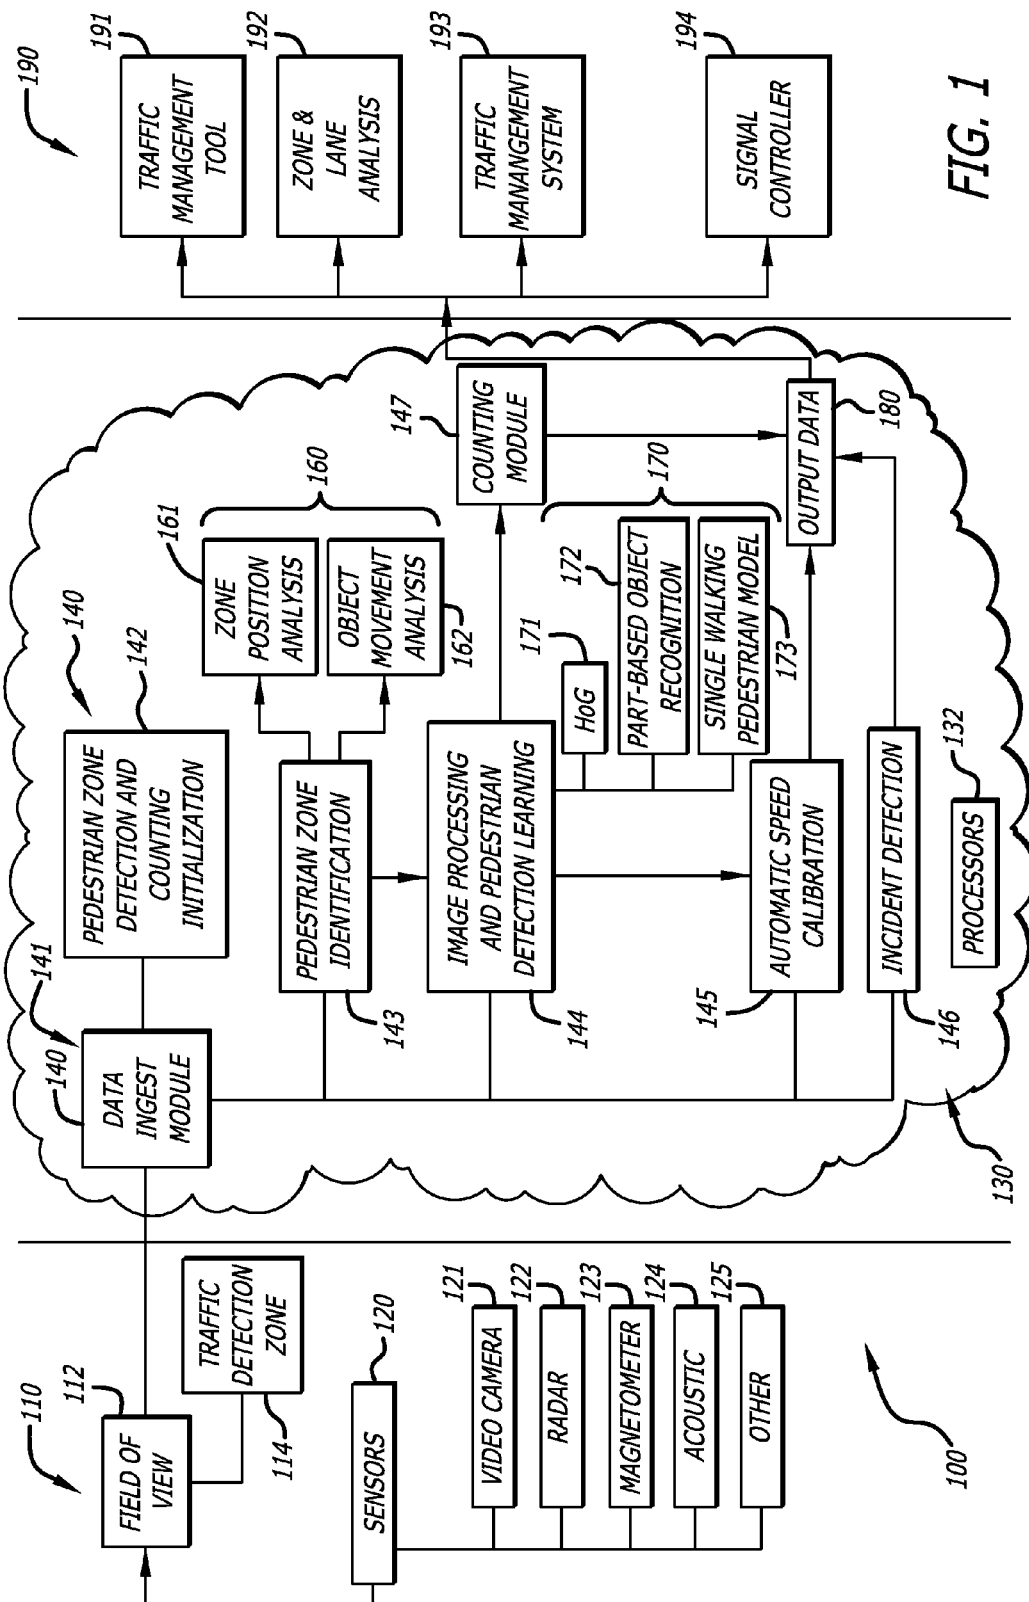 100
110
112
FIELD OF
VIEW
114
TRAFFIC
DETECTION
ZONE
120
SENSORS
121
VIDEO CAMERA
122
RADAR
123
MAGNETOMETER
124
ACOUSTIC
125
OTHER
130
140
141
DATA
INGEST
MODULE
140
142
PEDESTRIAN ZONE
DETECTION AND
COUNTING
INITIALIZATION
PEDESTRIAN ZONE
IDENTIFICATION
143
161
ZONE
POSITION
ANALYSIS
OBJECT
MOVEMENT
ANALYSIS
162
160
IMAGE PROCESSING
AND PEDESTRIAN
DETECTION LEARNING
144
147
COUNTING
MODULE
171
HoG
172
PART-BASED OBJECT
RECOGNITION
SINGLE WALKING
PEDESTRIAN MODEL
173
170
AUTOMATIC SPEED
CALIBRATION
145
INCIDENT DETECTION
146
PROCESSORS
132
OUTPUT DATA
180
190
191
TRAFFIC
MANAGEMENT
TOOL
192
ZONE &
LANE
ANALYSIS
193
TRAFFIC
MANANGEMENT
SYSTEM
194
SIGNAL
CONTROLLER
FIG. 1